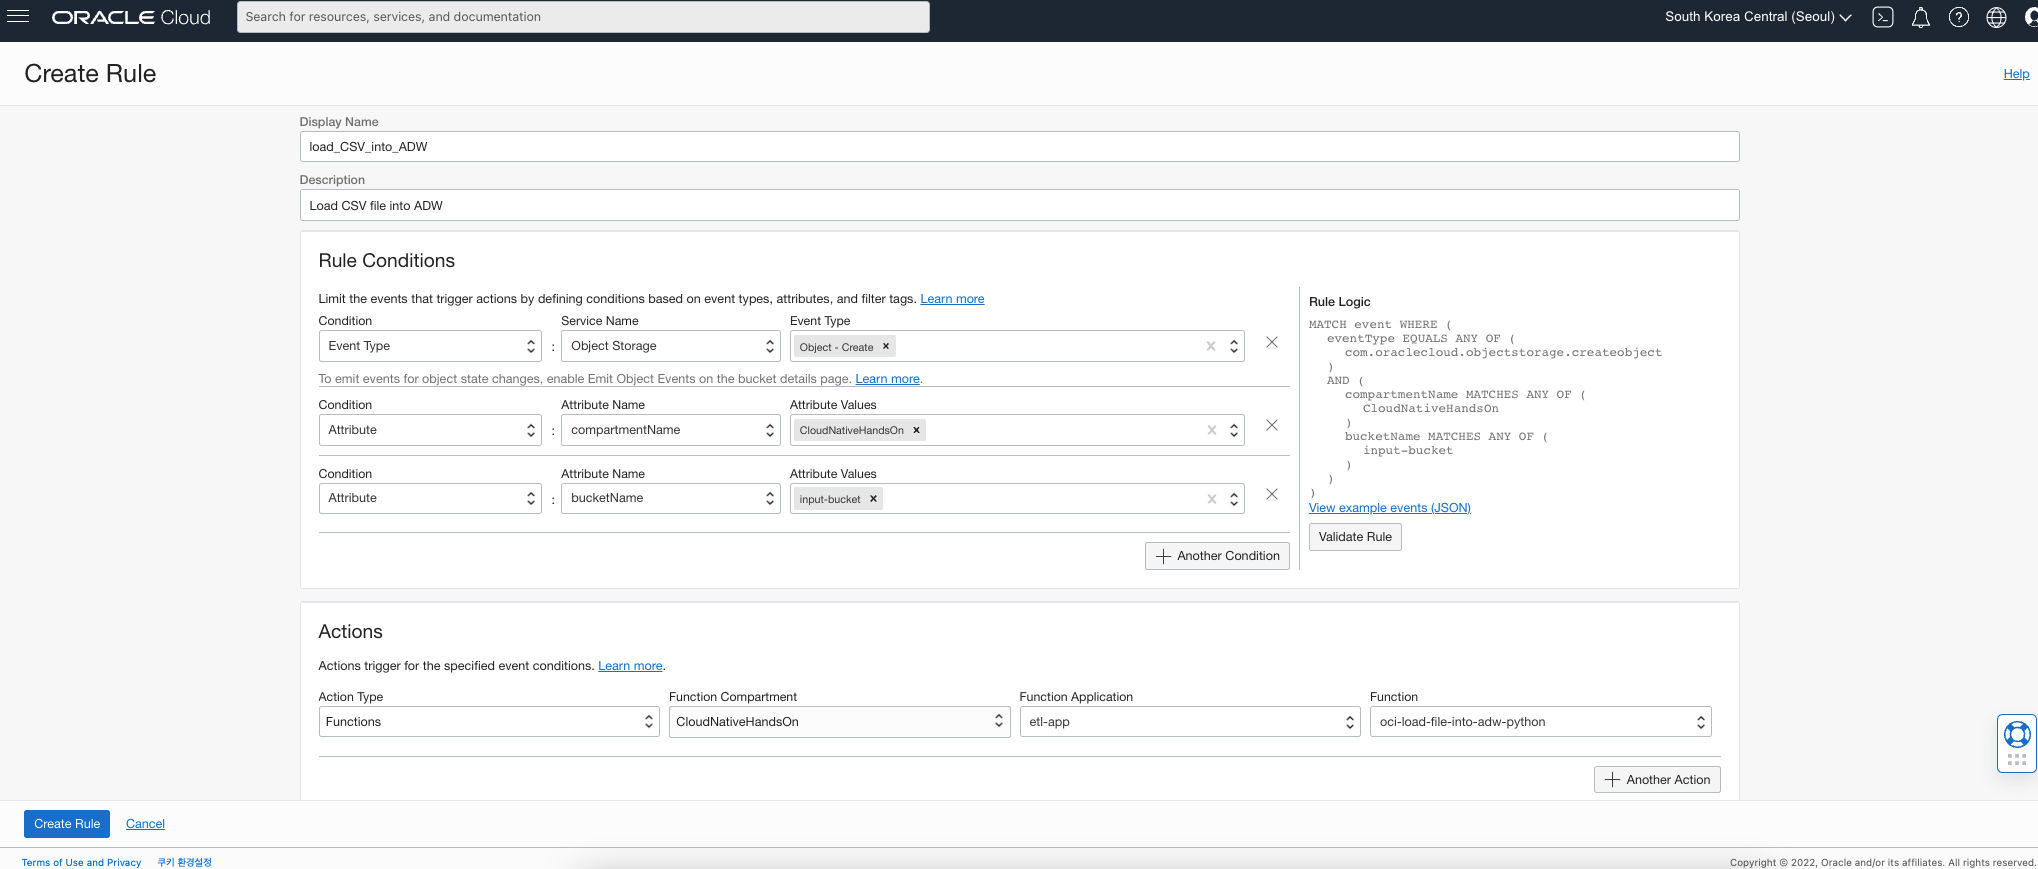 ORACLE Cloud
Search for resources, services, and documentation
South Korea Central (Seoul)
Create Rule
Help
Display Name
load_CSV_into_ADW
Description
Load CSV file into ADW
Rule Conditions
Limit the events that trigger actions by defining conditions based on event types, attributes, and filter tags. Learn more
Condition Service Name Event Type
Event Type : Object Storage Object - Create × ×
To emit events for object state changes, enable Emit Object Events on the bucket details page. Learn more.
Condition Attribute Name Attribute Values
Attribute : compartmentName CloudNativeHandsOn × ×
Condition Attribute Name Attribute Values
Attribute : bucketName input-bucket × ×
+ Another Condition
Rule Logic
MATCH event WHERE (
eventType EQUALS ANY OF (
com.oraclecloud.objectstorage.createobject
)
AND (
compartmentName MATCHES ANY OF (
CloudNativeHandsOn
)
bucketName MATCHES ANY OF (
input-bucket
)
)
)
View example events (JSON)
Validate Rule
Actions
Actions trigger for the specified event conditions. Learn more.
Action Type Function Compartment Function Application Function
Functions CloudNativeHandsOn etl-app oci-load-file-into-adw-python
+ Another Action
Create Rule Cancel
Terms of Use and Privacy 쿠키 환경설정
Copyright © 2022, Oracle and/or its affiliates. All rights reserved.